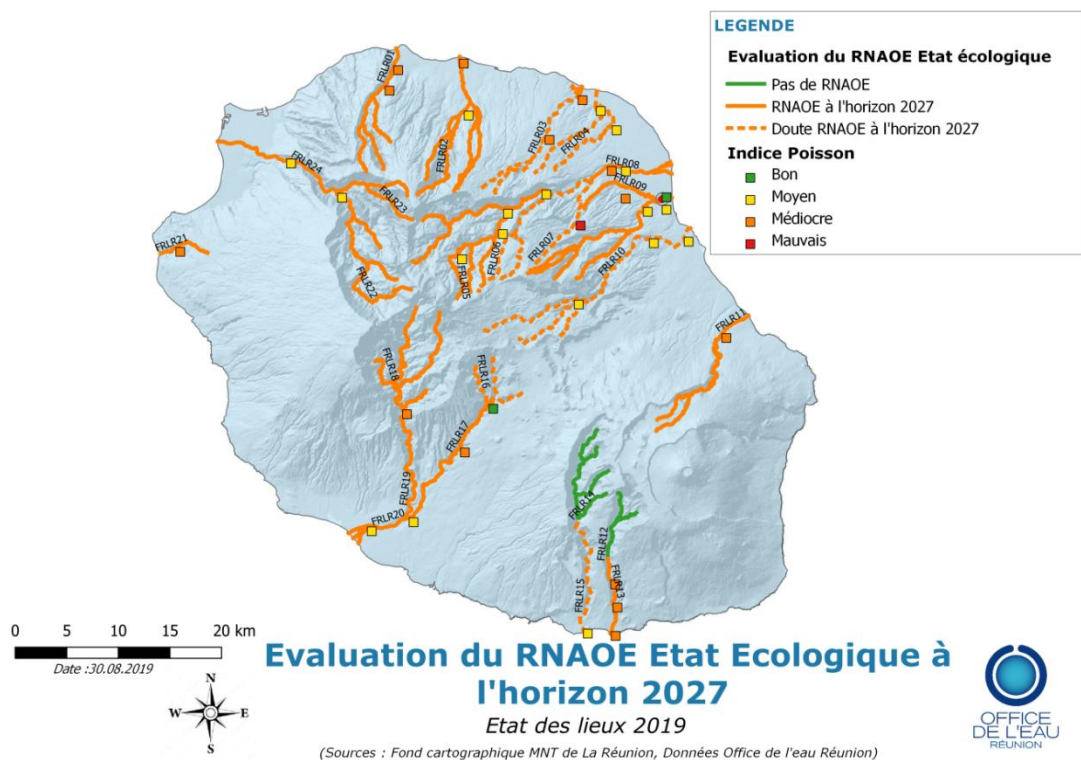 LEGENDE
Evaluation du RNAOE Etat écologique
Pas de RNAOE
RNAOE à l'horizon 2027
Doute RNAOE à l'horizon 2027
Indice Poisson
Bon
Moyen
Médiocre
Mauvais
FRLR01
FRLR02
FRLR03
FRLR04
FRLR08
FRLR09
FRLR24
FRLR23
FRLR21
FRLR22
FRLR05
FRLR06
FRLR07
FRLR10
FRLR11
FRLR18
FRLR16
FRLR17
FRLR19
FRLR20
FRLR14
FRLR12
FRLR15
FRLR13
0 5 10 15 20 km
Date :30.08.2019
N
W E
S
Evaluation du RNAOE Etat Ecologique à
l'horizon 2027
Etat des lieux 2019
(Sources : Fond cartographique MNT de La Réunion, Données Office de l'eau Réunion)
OFFICE
DE L'EAU
RÉUNION